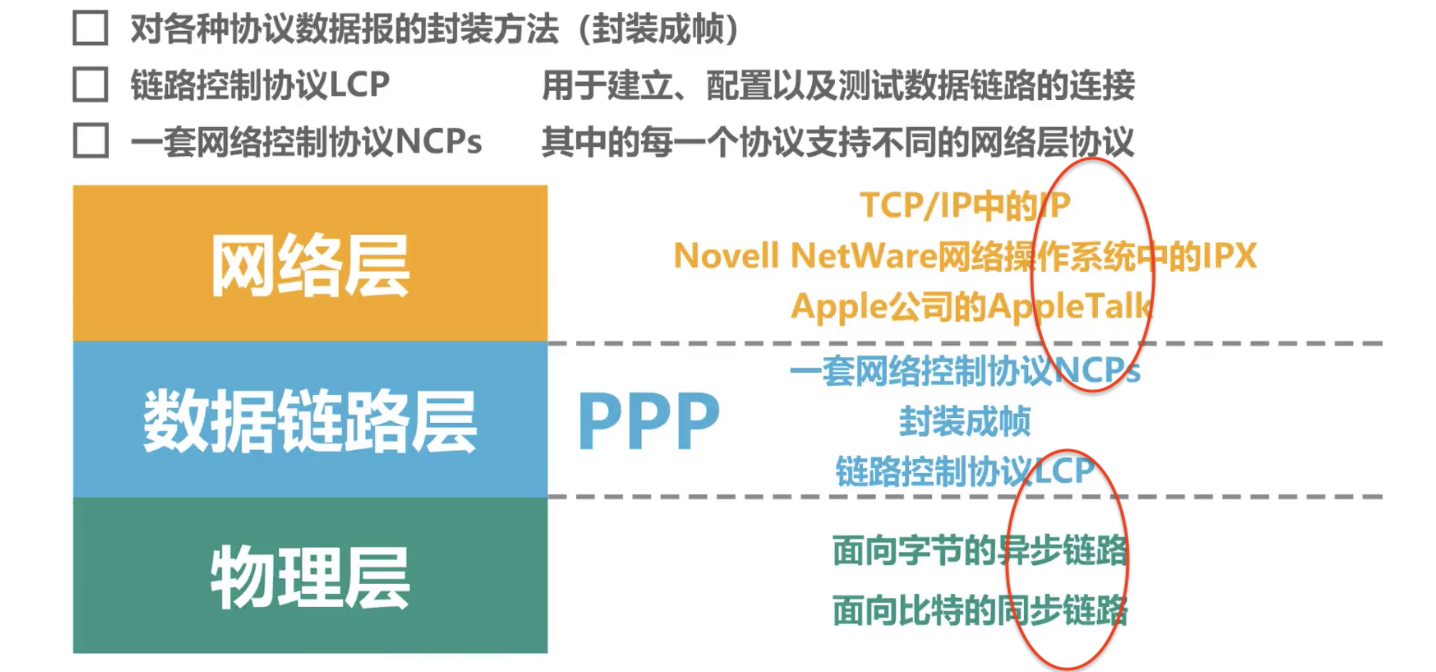 对各种协议数据报的封装方法（封装成帧）
链路控制协议LCP 用于建立、配置以及测试数据链路的连接
一套网络控制协议NCPs 其中的每一个协议支持不同的网络层协议
网络层
TCP/IP中的IP
Novell NetWare网络操作系统中的IPX
Apple公司的AppleTalk
数据链路层
PPP
一套网络控制协议NCPs
封装成帧
链路控制协议LCP
物理层
面向字节的异步链路
面向比特的同步链路